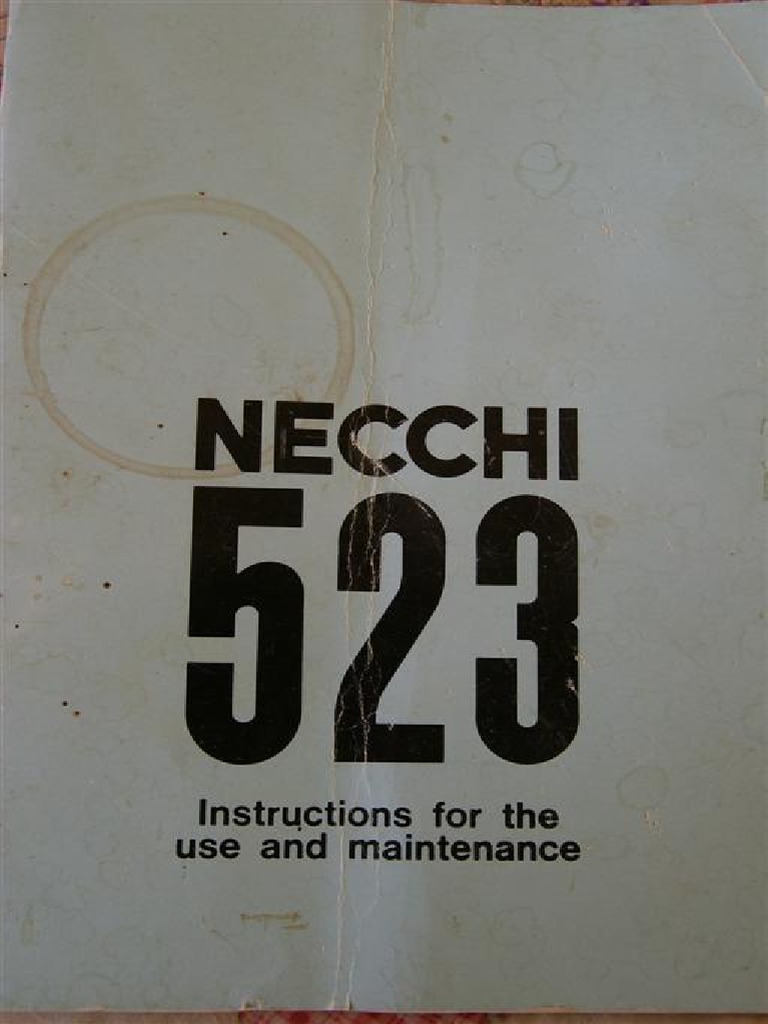 NECCHI
523
Instructions for the
use and maintenance